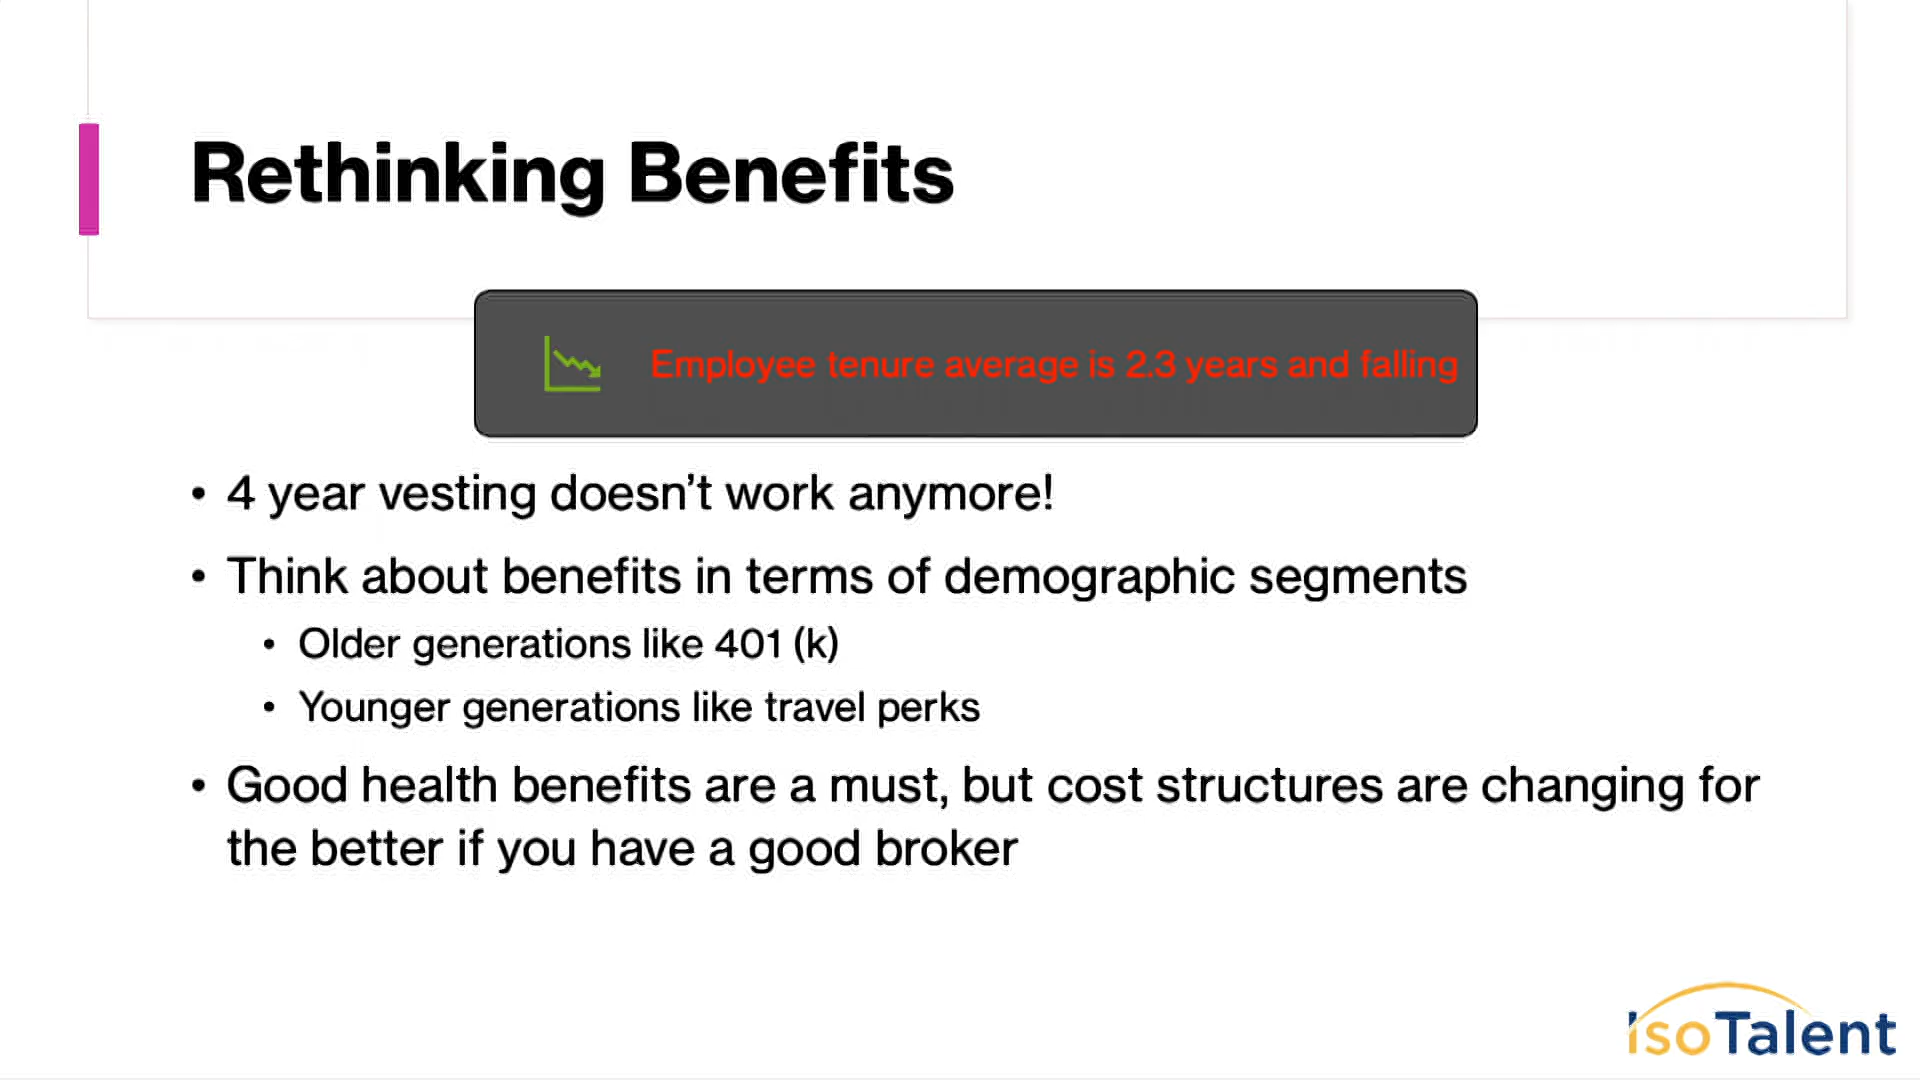 Rethinking Benefits
Employee tenure average is 2.3 years and falling
• 4 year vesting doesn’t work anymore!
• Think about benefits in terms of demographic segments
• Older generations like 401 (k)
• Younger generations like travel perks
• Good health benefits are a must, but cost structures are changing for
the better if you have a good broker
IsoTalent